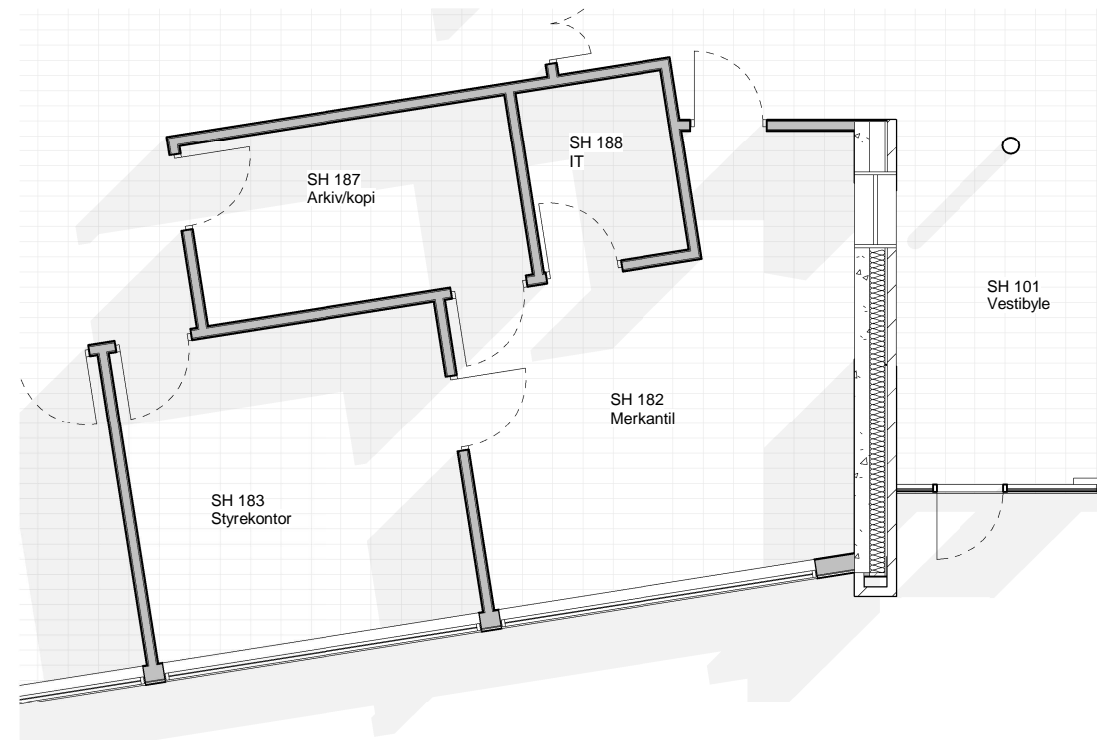 SH 188
IT
SH 187
Arkiv/kopi
SH 101
Vestibyle
SH 182
Merkantil
SH 183
Styrekontor